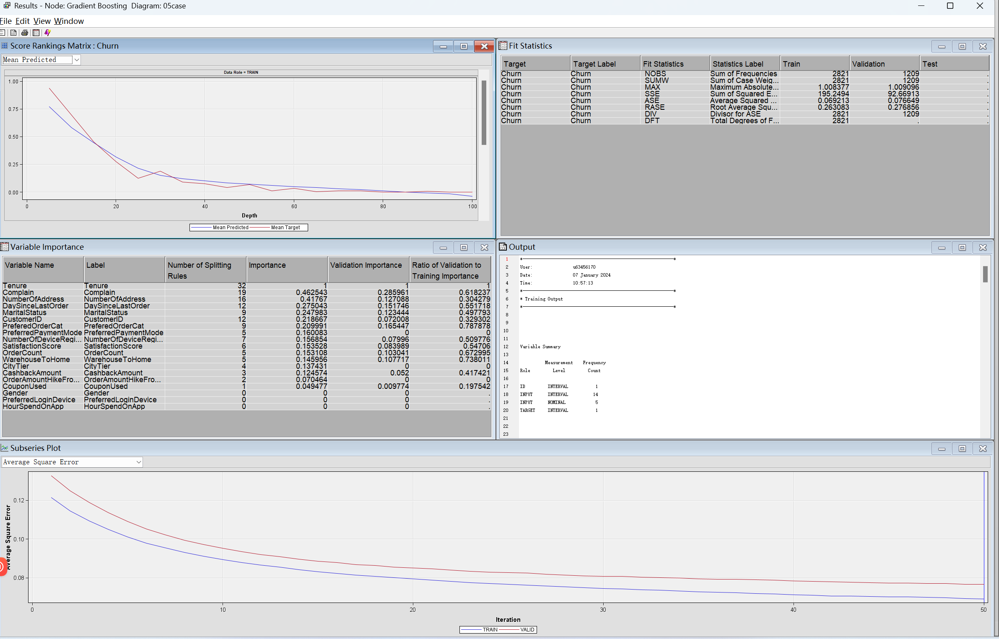 Results - Node: Gradient Boosting  Diagram: 05case
File Edit View Window
Score Rankings Matrix : Churn
Mean Predicted
Data Role = TRAIN
1.00
0.75
0.50
0.25
0.00
0 20 40 60 80 100
Depth
Mean Predicted Mean Target
Fit Statistics
Target Target Label Fit Statistics Statistics Label Train Validation Test
Churn Churn NOBS Sum of Frequencies 2821 1209 .
Churn Churn SUMW Sum of Case Weig... 2821 1209 .
Churn Churn MAX Maximum Absolute... 1.008377 1.009096 .
Churn Churn SSE Sum of Squared E... 195.2494 92.66913 .
Churn Churn ASE Average Squared ... 0.069213 0.076649 .
Churn Churn RASE Root Average Squ... 0.263083 0.276856 .
Churn Churn DIV Divisor for ASE 2821 1209 .
Churn Churn DFT Total Degrees of F... 2821 . .
Variable Importance
Variable Name Label Number of Splitting Rules Importance Validation Importance Ratio of Validation to Training Importance
Tenure Tenure 32 1 1 1
Complain Complain 19 0.462543 0.285961 0.618237
NumberOfAddress NumberOfAddress 16 0.41767 0.127088 0.304279
DaySinceLastOrder DaySinceLastOrder 12 0.275043 0.151746 0.551718
MaritalStatus MaritalStatus 9 0.247983 0.123444 0.497793
CustomerID CustomerID 12 0.218667 0.072008 0.329302
PreferedOrderCat PreferedOrderCat 9 0.209991 0.165447 0.787878
PreferredPaymentMode PreferredPaymentMode 5 0.160083 0 0
NumberOfDeviceRegi... NumberOfDeviceRegi... 7 0.156854 0.07996 0.509776
SatisfactionScore SatisfactionScore 6 0.153528 0.083989 0.54706
OrderCount OrderCount 5 0.153108 0.103041 0.672995
WarehouseToHome WarehouseToHome 5 0.145956 0.107717 0.738011
CityTier CityTier 4 0.137431 0 0
CashbackAmount CashbackAmount 3 0.124574 0.052 0.417421
OrderAmountHikeFro... OrderAmountHikeFro... 2 0.070464 0 0
CouponUsed CouponUsed 1 0.049477 0.009774 0.197542
Gender Gender 0 0 0 .
PreferredLoginDevice PreferredLoginDevice 0 0 0 .
HourSpendOnApp HourSpendOnApp 0 0 0 .
Output
1 *------------------------------------------------------------*
2 User: u63456170
3 Date: 07 January 2024
4 Time: 10:57:13
5 *------------------------------------------------------------*
6 * Training Output
7 *------------------------------------------------------------*
8
9
10
11
12 Variable Summary
13
14 Measurement Frequency
15 Role Level Count
16
17 ID INTERVAL 1
18 INPUT INTERVAL 14
19 INPUT NOMINAL 5
20 TARGET INTERVAL 1
21
22
23
Subseries Plot
Average Square Error
Average Square Error
0.12
0.10
0.08
0 10 20 30 40 50
Iteration
TRAIN VALID